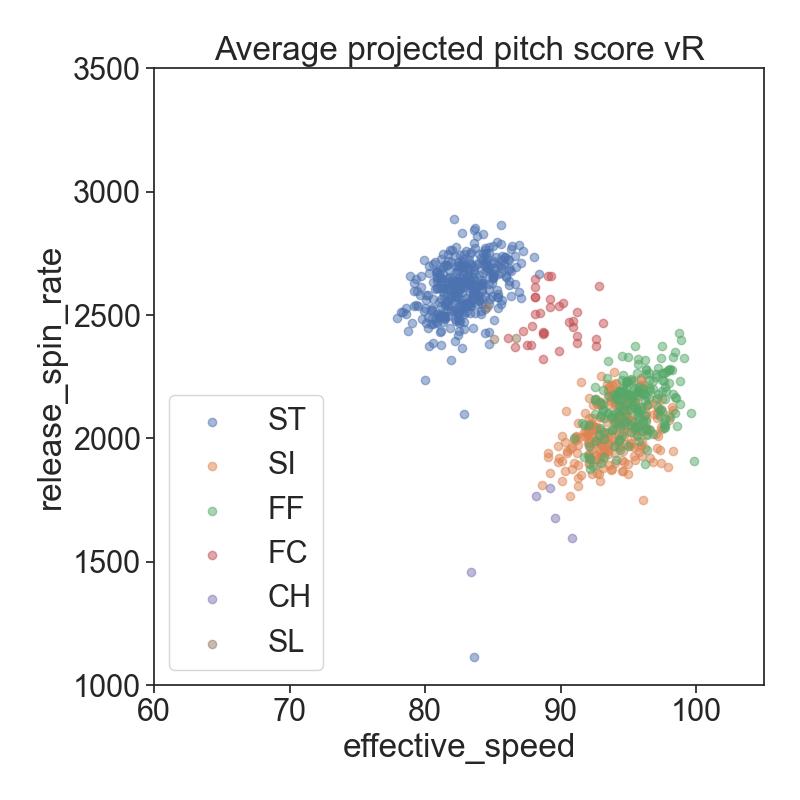 Average projected pitch score vR
3500
3000
2500
2000
1500
1000
release_spin_rate
ST
SI
FF
FC
CH
SL
60 70 80 90 100
effective_speed